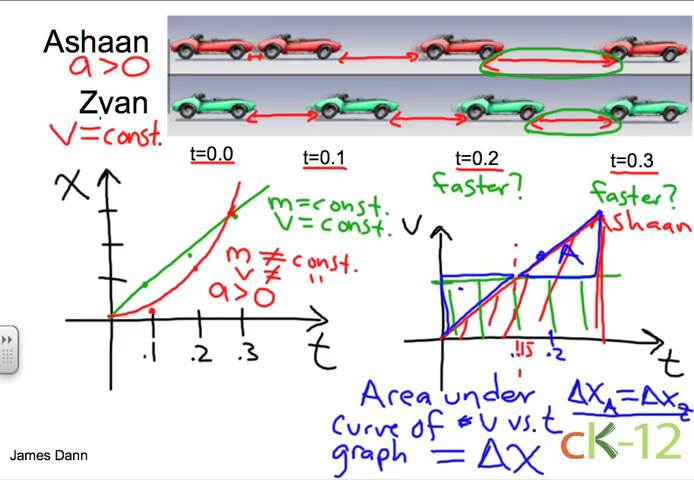 Ashaan
a>0
Zyan
V=const.
t=0.0
t=0.1
t=0.2
t=0.3
faster?
faster?
X
m=const.
V=const.
m≠const.
V≠ "
a>0
.1
.2
.3
t
V
Ashaan
A
.15
.2
t
Area under
curve of v vs. t
graph = ΔX
ΔX_A=ΔX_Z
cK-12
James Dann